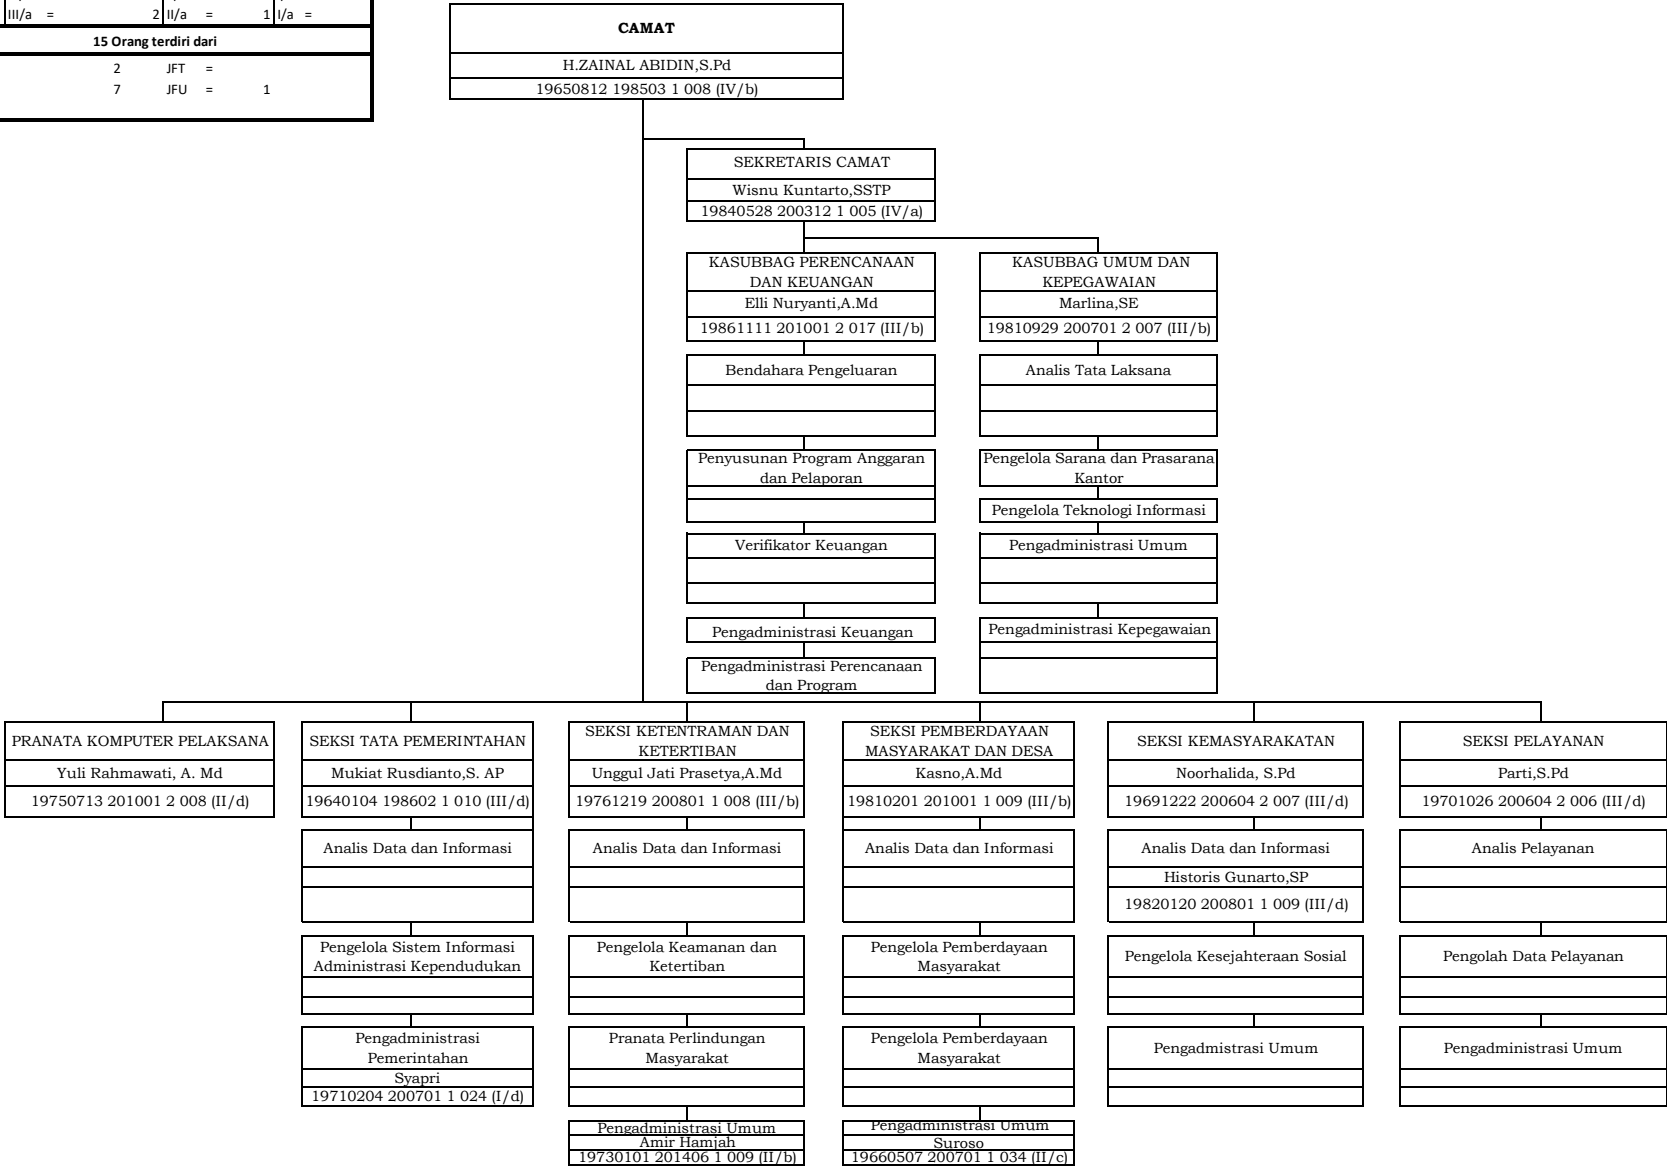 III/a = 2 II/a = 1 I/a =
15 Orang terdiri dari
2 JFT =
7 JFU = 1
CAMAT
H.ZAINAL ABIDIN,S.Pd
19650812 198503 1 008 (IV/b)
SEKRETARIS CAMAT
Wisnu Kuntarto,SSTP
19840528 200312 1 005 (IV/a)
KASUBBAG PERENCANAAN
DAN KEUANGAN
Elli Nuryanti,A.Md
19861111 201001 2 017 (III/b)
Bendahara Pengeluaran
Penyusunan Program Anggaran
dan Pelaporan
Verifikator Keuangan
Pengadministrasi Keuangan
Pengadministrasi Perencanaan
dan Program
KASUBBAG UMUM DAN
KEPEGAWAIAN
Marlina,SE
19810929 200701 2 007 (III/b)
Analis Tata Laksana
Pengelola Sarana dan Prasarana
Kantor
Pengelola Teknologi Informasi
Pengadministrasi Umum
Pengadministrasi Kepegawaian
PRANATA KOMPUTER PELAKSANA
Yuli Rahmawati, A. Md
19750713 201001 2 008 (II/d)
SEKSI TATA PEMERINTAHAN
Mukiat Rusdianto,S. AP
19640104 198602 1 010 (III/d)
Analis Data dan Informasi
Pengelola Sistem Informasi
Administrasi Kependudukan
Pengadministrasi
Pemerintahan
Syapri
19710204 200701 1 024 (I/d)
SEKSI KETENTRAMAN DAN
KETERTIBAN
Unggul Jati Prasetya,A.Md
19761219 200801 1 008 (III/b)
Analis Data dan Informasi
Pengelola Keamanan dan
Ketertiban
Pranata Perlindungan
Masyarakat
Pengadministrasi Umum
Amir Hamjah
19730101 201406 1 009 (II/b)
SEKSI PEMBERDAYAAN
MASYARAKAT DAN DESA
Kasno,A.Md
19810201 201001 1 009 (III/b)
Analis Data dan Informasi
Pengelola Pemberdayaan
Masyarakat
Pengelola Pemberdayaan
Masyarakat
Pengadministrasi Umum
Suroso
19660507 200701 1 034 (II/c)
SEKSI KEMASYARAKATAN
Noorhalida, S.Pd
19691222 200604 2 007 (III/d)
Analis Data dan Informasi
Historis Gunarto,SP
19820120 200801 1 009 (III/d)
Pengelola Kesejahteraan Sosial
Pengadmistrasi Umum
SEKSI PELAYANAN
Parti,S.Pd
19701026 200604 2 006 (III/d)
Analis Pelayanan
Pengolah Data Pelayanan
Pengadministrasi Umum